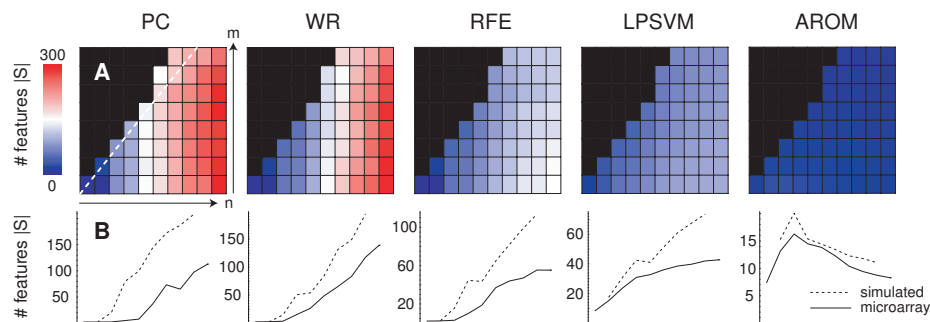 PC WR RFE LPSVM AROM
m
300
A
# features |S|
0
n
B
# features |S|
150
100
50
150
100
50
100
60
20
60
40
20
15
10
5
simulated
microarray